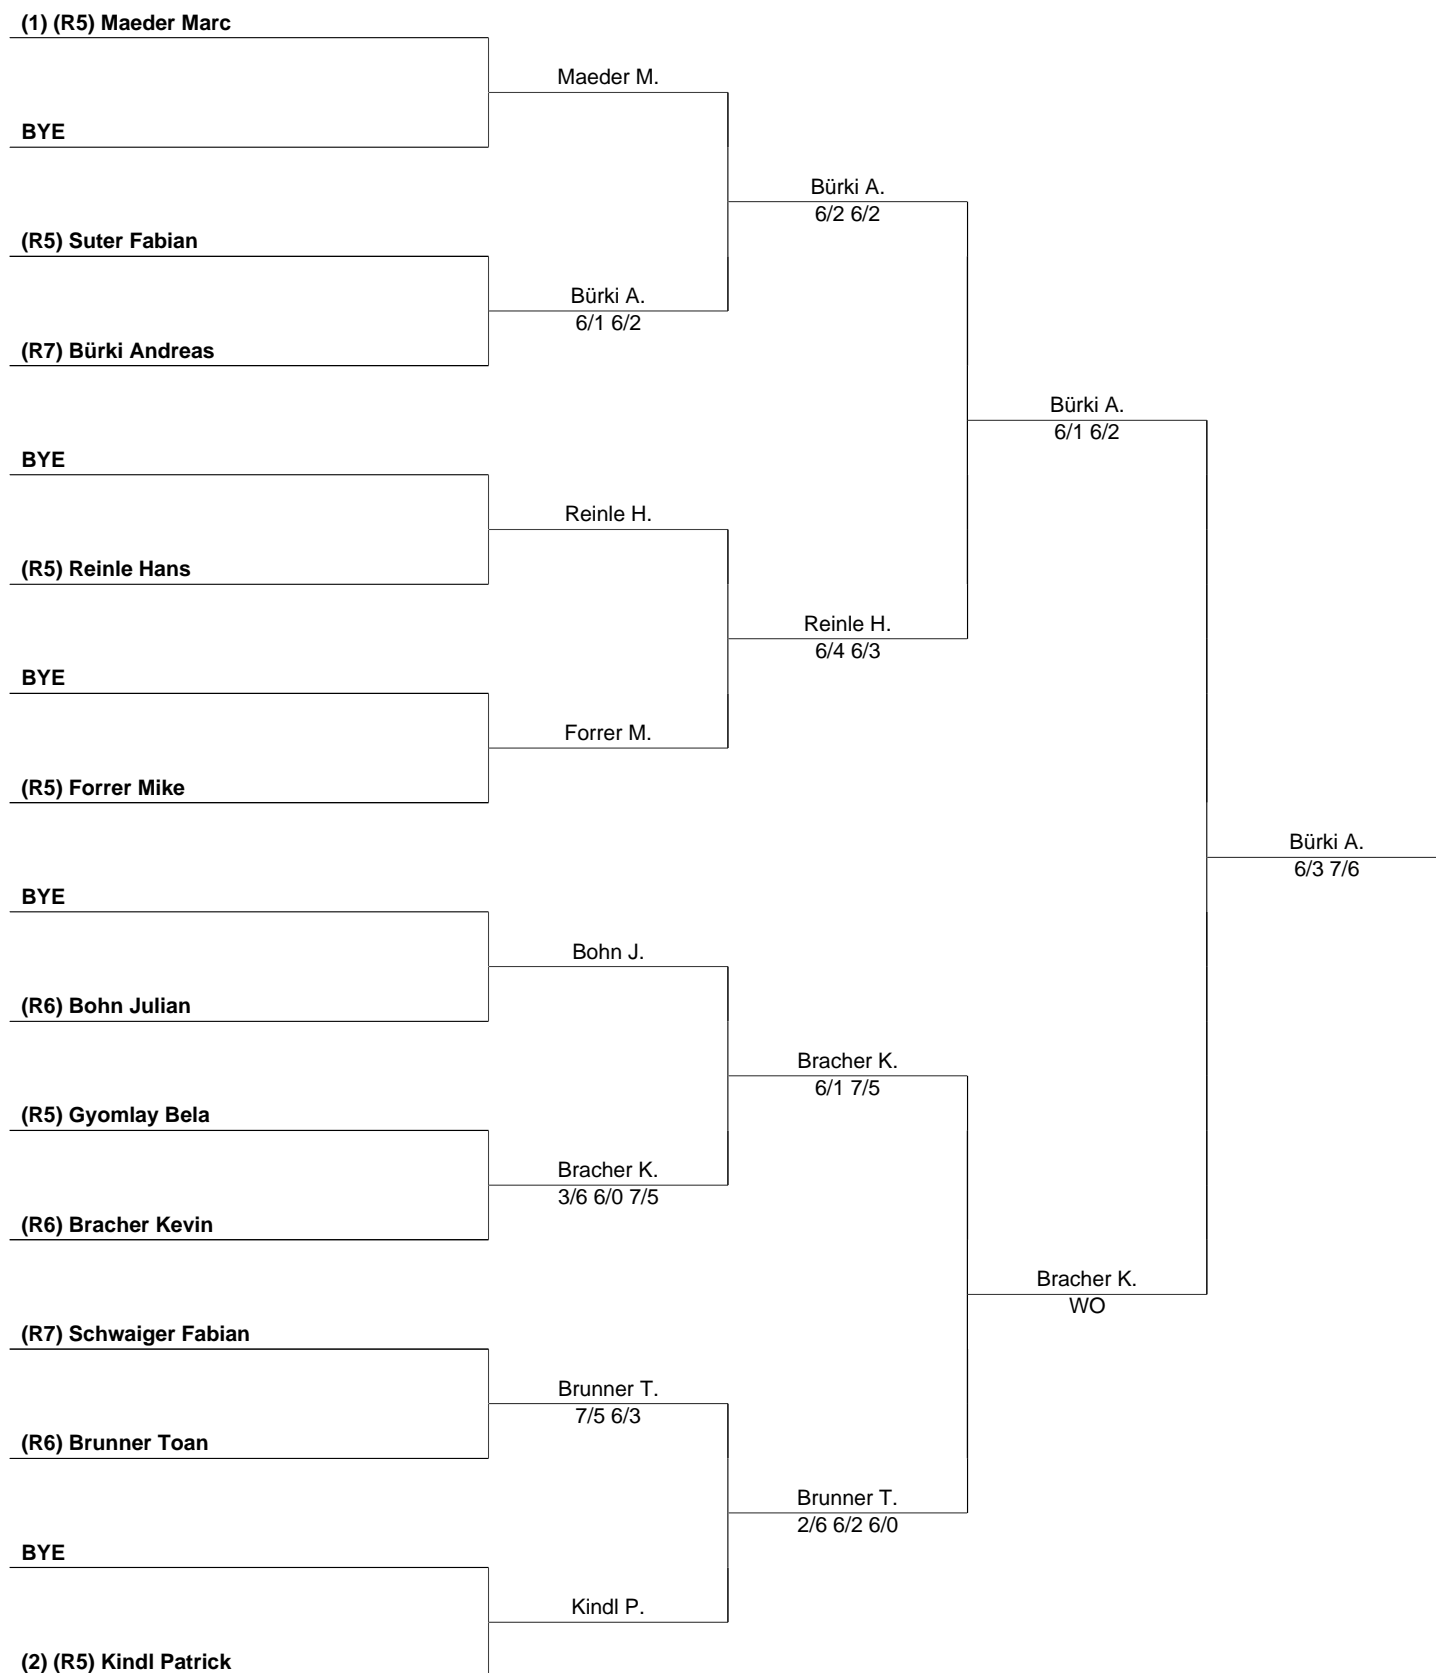 (1) (R5) Maeder Marc
Maeder M.
BYE
Bürki A.
6/2 6/2
(R5) Suter Fabian
Bürki A.
6/1 6/2
(R7) Bürki Andreas
Bürki A.
6/1 6/2
BYE
Reinle H.
(R5) Reinle Hans
Reinle H.
6/4 6/3
BYE
Forrer M.
(R5) Forrer Mike
Bürki A.
6/3 7/6
BYE
Bohn J.
(R6) Bohn Julian
Bracher K.
6/1 7/5
(R5) Gyomlay Bela
Bracher K.
3/6 6/0 7/5
(R6) Bracher Kevin
Bracher K.
WO
(R7) Schwaiger Fabian
Brunner T.
7/5 6/3
(R6) Brunner Toan
Brunner T.
2/6 6/2 6/0
BYE
Kindl P.
(2) (R5) Kindl Patrick